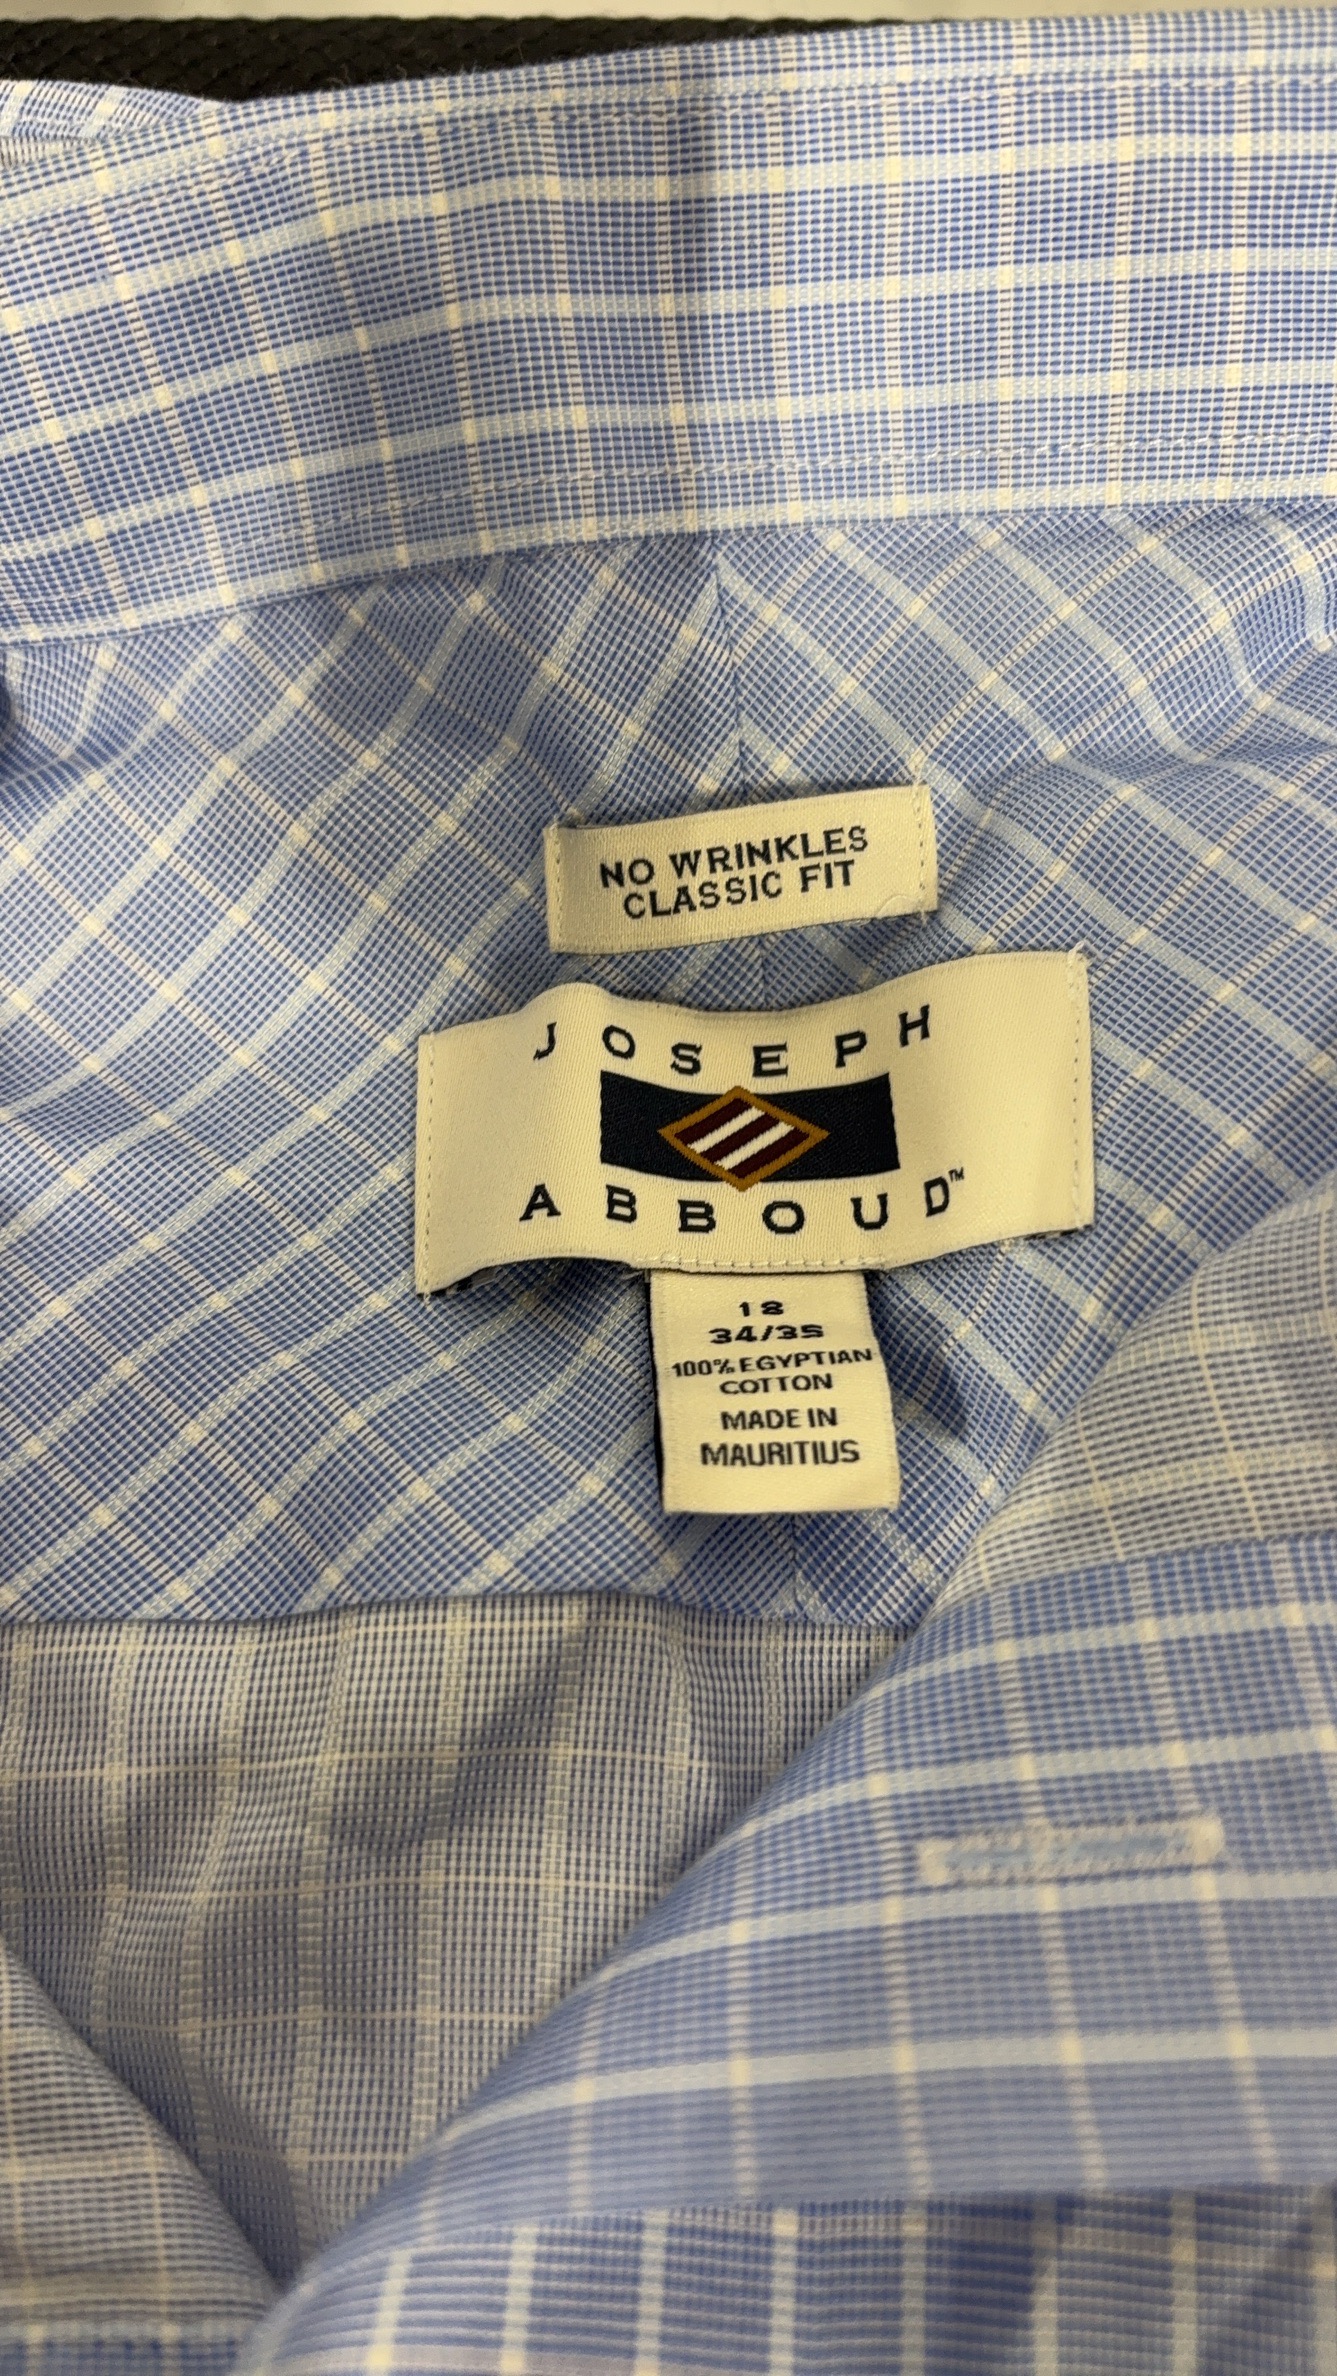 NO WRINKLES
CLASSIC FIT
JOSEPH
ABBOUD™
18
34/35
100% EGYPTIAN
COTTON
MADE IN
MAURITIUS